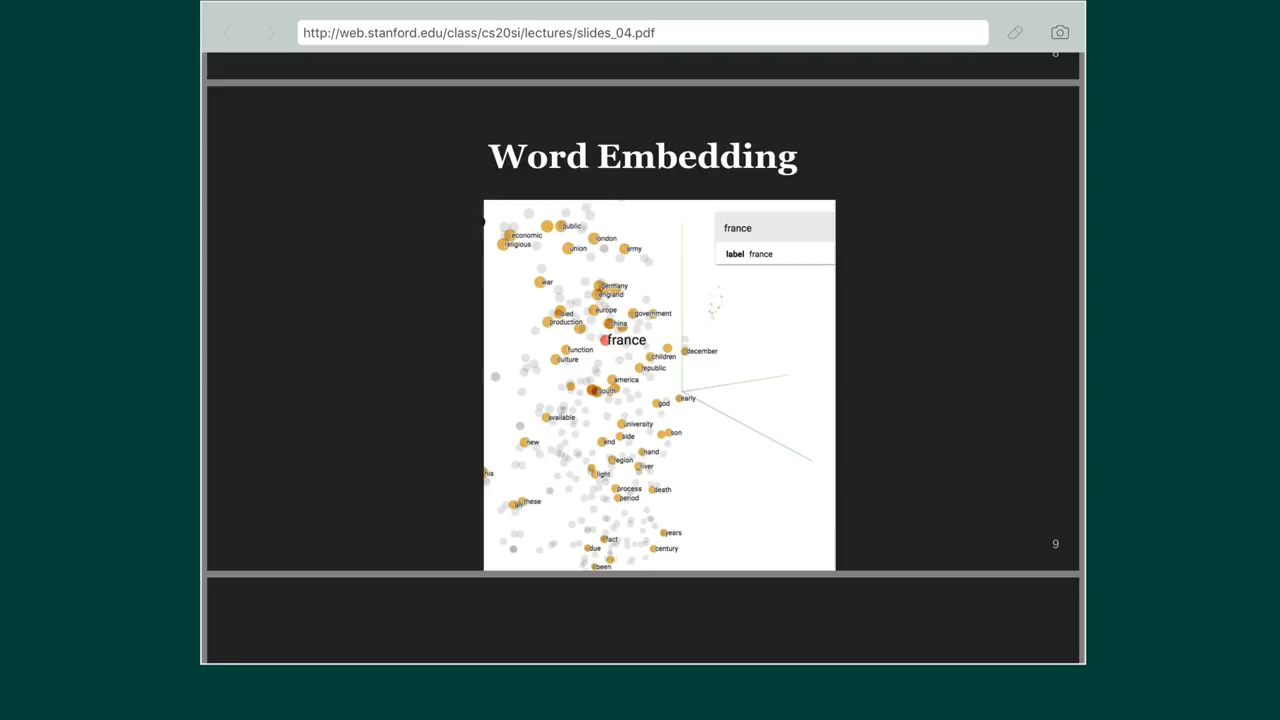 http://web.stanford.edu/class/cs20si/lectures/slides_04.pdf
Word Embedding
public
economic
religious
london
union
army
france
label france
war
germany
england
died
production
europe
china
government
france
function
culture
children
december
republic
america
south
god
early
available
university
side
son
new
end
hand
region
river
his
light
process
death
period
these
all
years
fact
due
century
been
9